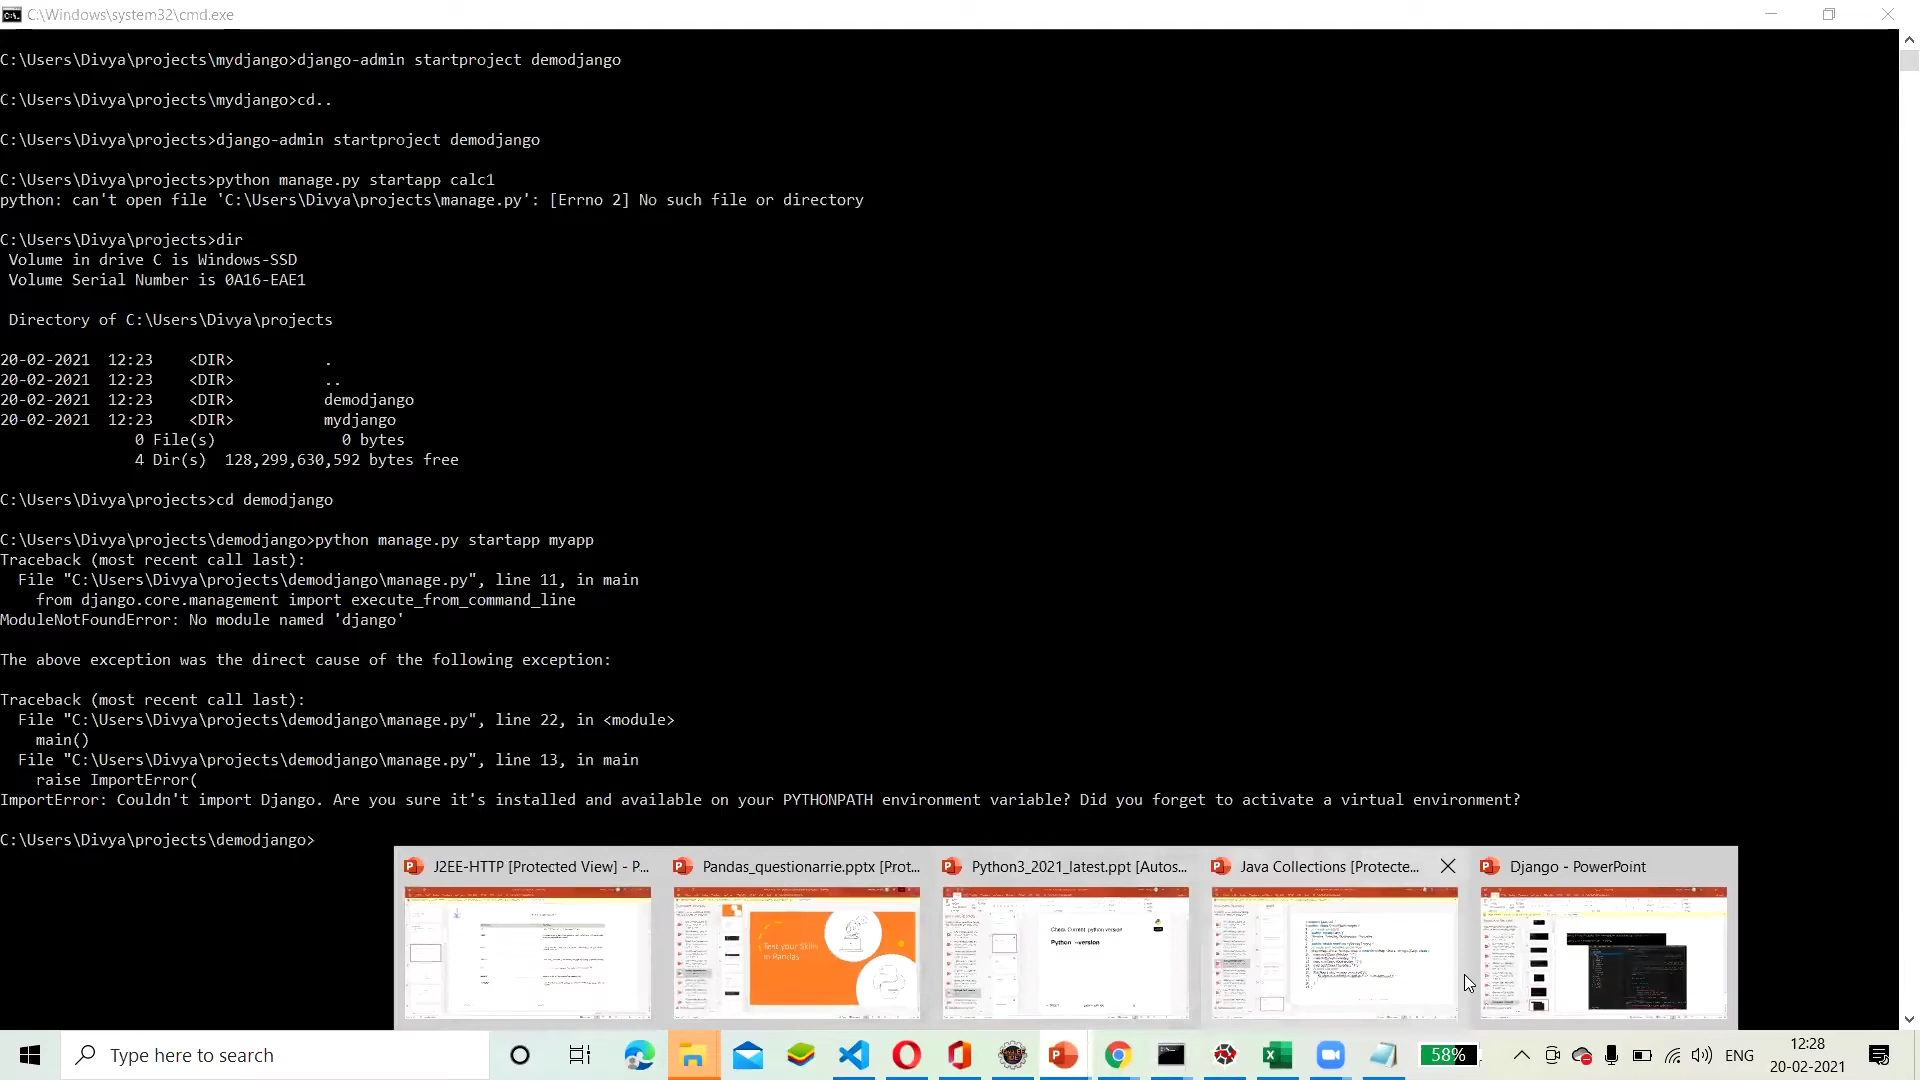 C:\Windows\system32\cmd.exe
C:\Users\Divya\projects\mydjango>django-admin startproject demodjango
C:\Users\Divya\projects\mydjango>cd..
C:\Users\Divya\projects>django-admin startproject demodjango
C:\Users\Divya\projects>python manage.py startapp calc1
python: can't open file 'C:\Users\Divya\projects\manage.py': [Errno 2] No such file or directory
C:\Users\Divya\projects>dir
Volume in drive C is Windows-SSD
Volume Serial Number is 0A16-EAE1
Directory of C:\Users\Divya\projects
20-02-2021 12:23 <DIR> .
20-02-2021 12:23 <DIR> ..
20-02-2021 12:23 <DIR> demodjango
20-02-2021 12:23 <DIR> mydjango
0 File(s) 0 bytes
4 Dir(s) 128,299,630,592 bytes free
C:\Users\Divya\projects>cd demodjango
C:\Users\Divya\projects\demodjango>python manage.py startapp myapp
Traceback (most recent call last):
File "C:\Users\Divya\projects\demodjango\manage.py", line 11, in main
from django.core.management import execute_from_command_line
ModuleNotFoundError: No module named 'django'
The above exception was the direct cause of the following exception:
Traceback (most recent call last):
File "C:\Users\Divya\projects\demodjango\manage.py", line 22, in <module>
main()
File "C:\Users\Divya\projects\demodjango\manage.py", line 13, in main
raise ImportError(
ImportError: Couldn't import Django. Are you sure it's installed and available on your PYTHONPATH environment variable? Did you forget to activate a virtual environment?
C:\Users\Divya\projects\demodjango>
J2EE-HTTP [Protected View] - P...
Pandas_questionarrie.pptx [Prot...
Python3_2021_latest.ppt [Autos...
Java Collections [Protecte...
Django - PowerPoint
Test your Skills
in Pandas
Check Current python version
Python --version
Type here to search
58%
ENG
12:28
20-02-2021